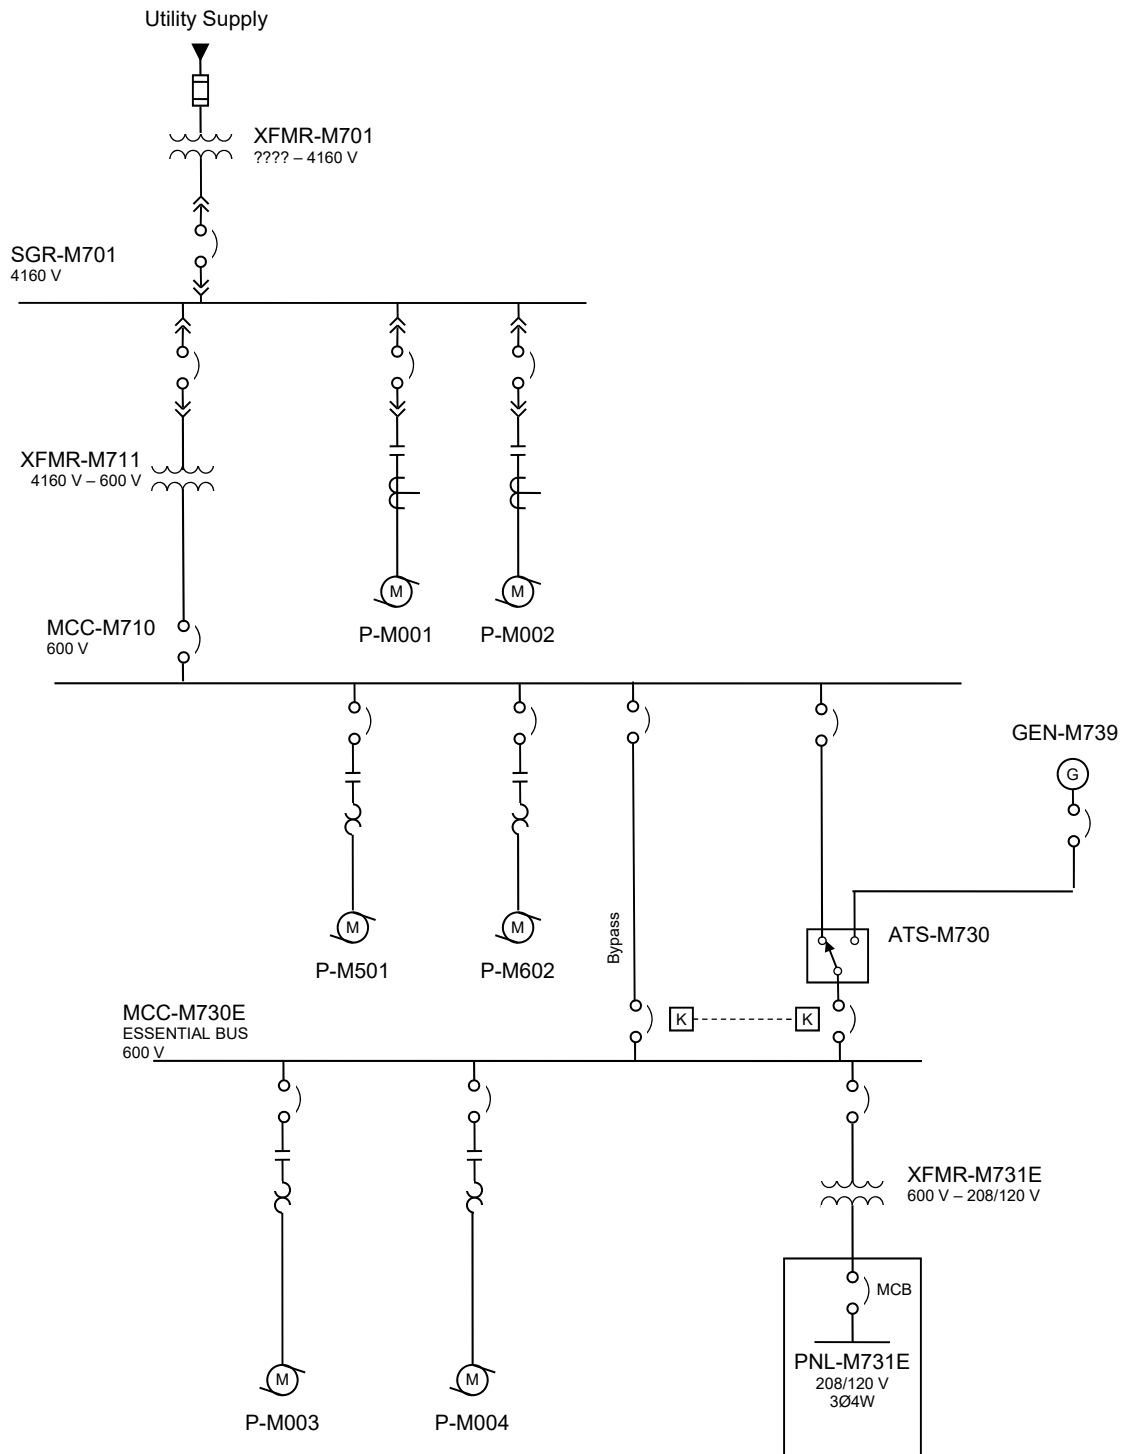 Utility Supply
XFMR-M701
???? – 4160 V
SGR-M701
4160 V
XFMR-M711
4160 V – 600 V
M
M
P-M001
P-M002
MCC-M710
600 V
GEN-M739
G
Bypass
ATS-M730
M
M
P-M501
P-M602
MCC-M730E
ESSENTIAL BUS
600 V
K
K
XFMR-M731E
600 V – 208/120 V
MCB
PNL-M731E
208/120 V
3Ø4W
M
M
P-M003
P-M004